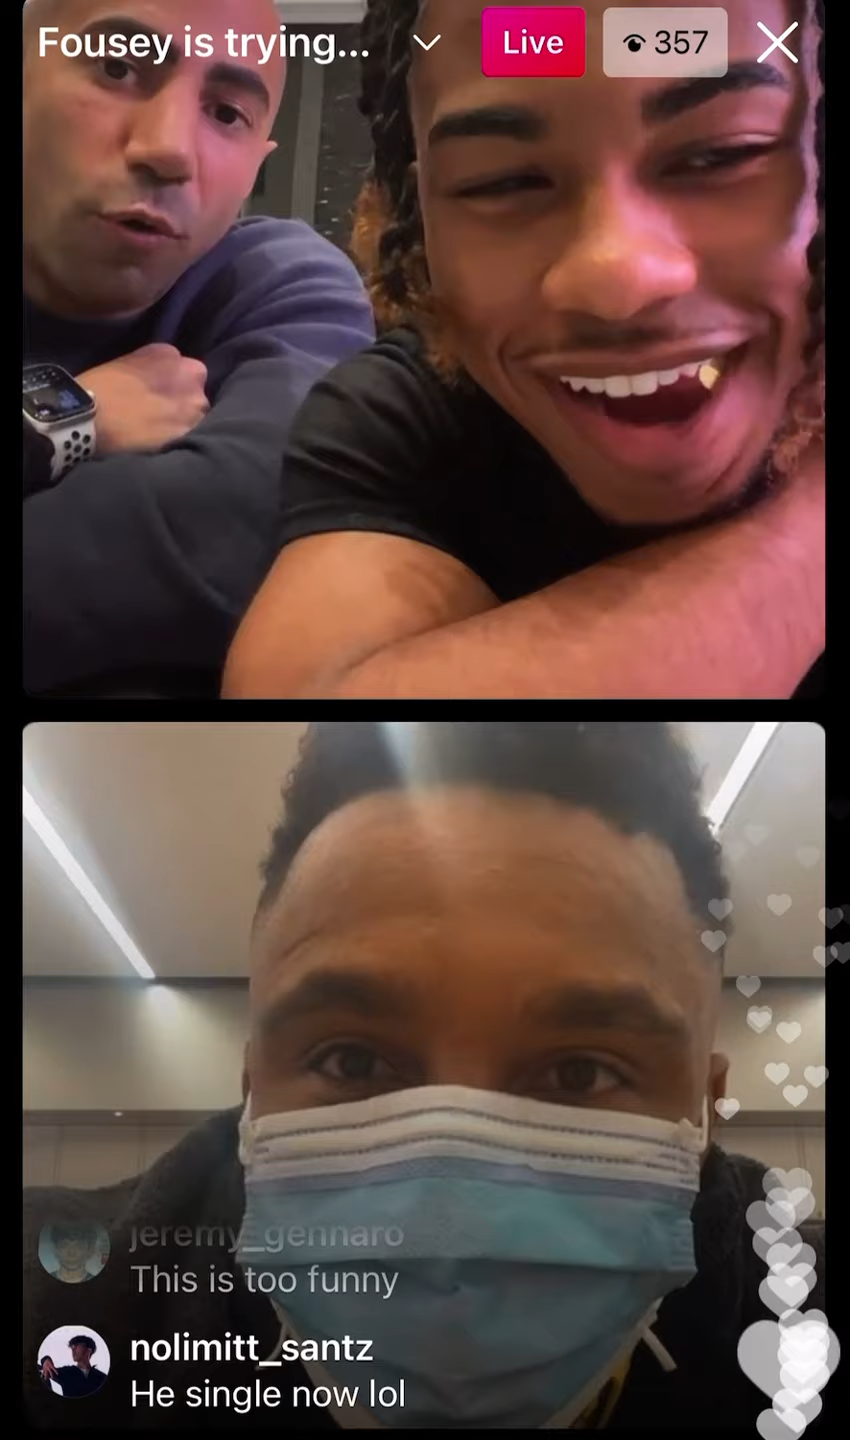 Fousey is trying...
Live
357
jeremy_gennaro
This is too funny
nolimitt_santz
He single now lol